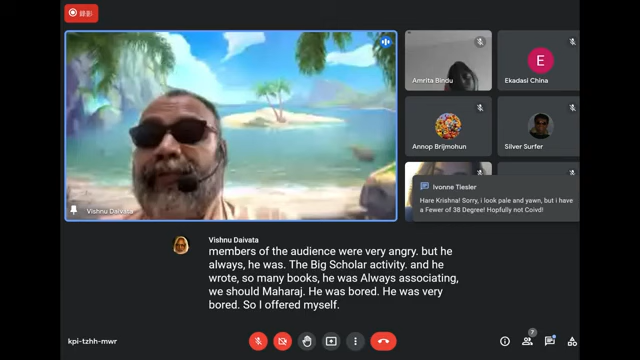 錄影
Vishnu Daivata
Amrita Bindu
E
Ekadasi China
Annop Brijmohun
Silver Surfer
Ivonne Tiesler
Hare Krishna! Sorry, i look pale and yawn, but i have
a Fewer of 38 Degree! Hopfully not Coivd!
Vishnu Daivata
members of the audience were very angry. but he
always, he was. The Big Scholar activity. and he
wrote, so many books, he was Always associating,
we should Maharaj. He was bored. He was very
bored. So I offered myself.
kpi-tzhh-mwr
7